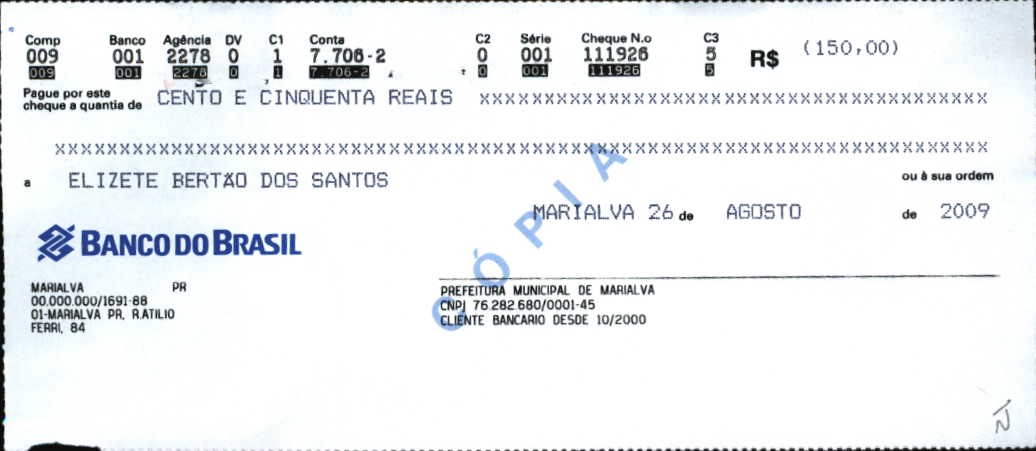 Comp Banco Agência DV C1 Conta C2 Série Cheque N.o C3
009 001 2278 0 1 7.706-2 0 001 111926 5 R$ (150,00)
009 001 2278 0 1 7.706-2 0 001 111926 5
Pague por este
cheque a quantia de CENTO E CINQUENTA REAIS XXXXXXXXXXXXXXXXXXXXXXXXXXXXXXXXXXXXXXXXX
XXXXXXXXXXXXXXXXXXXXXXXXXXXXXXXXXXXXXXXXXXXXXXXXXXXXXXXXXXXXXXXXXXXXXXXXX
a ELIZETE BERTÃO DOS SANTOS ou à sua ordem
MARIALVA 26 de AGOSTO de 2009
BANCO DO BRASIL
CÓPIA
MARIALVA PR
00.000.000/1691-88
01-MARIALVA PR. R.ATILIO
FERRI, 84
PREFEITURA MUNICIPAL DE MARIALVA
CNPJ 76.282.680/0001-45
CLIENTE BANCARIO DESDE 10/2000